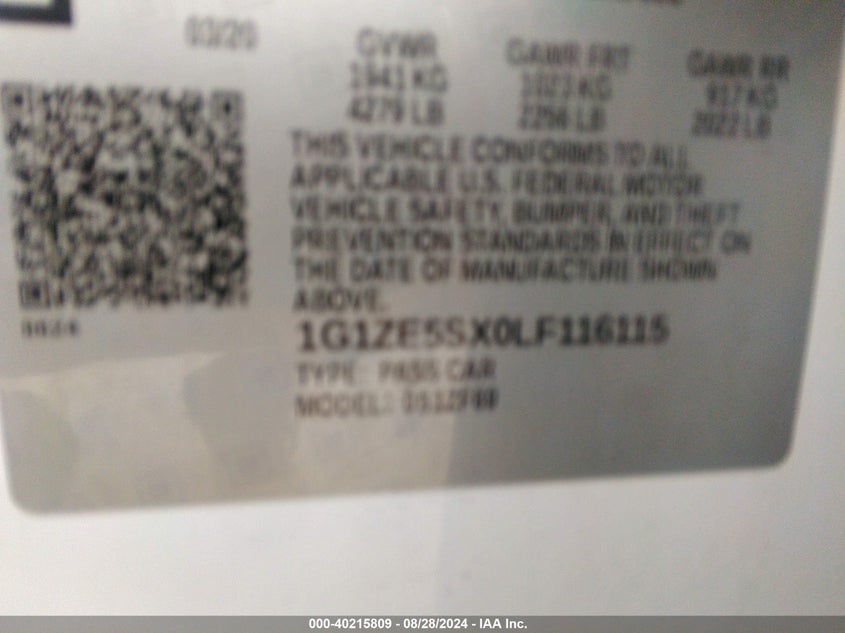 03/20
GVWR GAWR FRT GAWR RR
1941 KG 1023 KG 917 KG
4279 LB 2256 LB 2022 LB
THIS VEHICLE CONFORMS TO ALL
APPLICABLE U.S. FEDERAL MOTOR
VEHICLE SAFETY, BUMPER, AND THEFT
PREVENTION STANDARDS IN EFFECT ON
THE DATE OF MANUFACTURE SHOWN
ABOVE.
1G1ZE5SX0LF116115
TYPE: PASS CAR
MODEL:
000-40215809 - 08/28/2024 - IAA Inc.